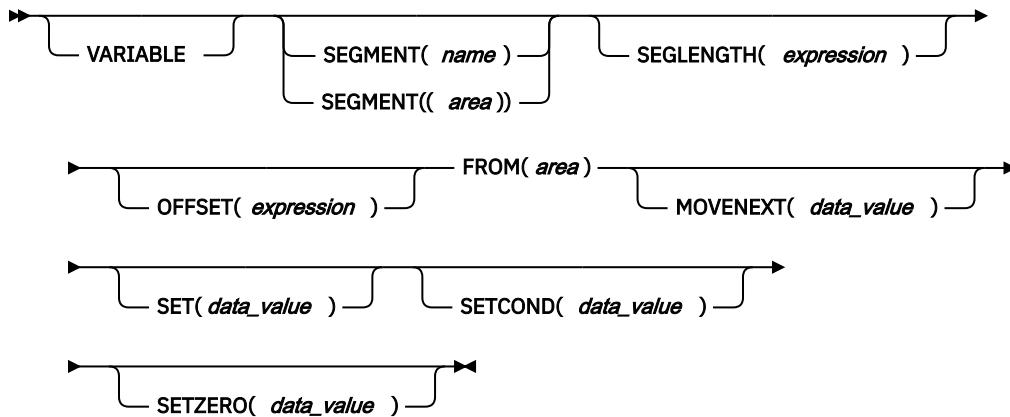 VARIABLE SEGMENT( name ) SEGLENGTH( expression )
SEGMENT(( area ))
FROM( area )
OFFSET( expression ) MOVENEXT( data_value )
SET( data_value ) SETCOND( data_value )
SETZERO( data_value )